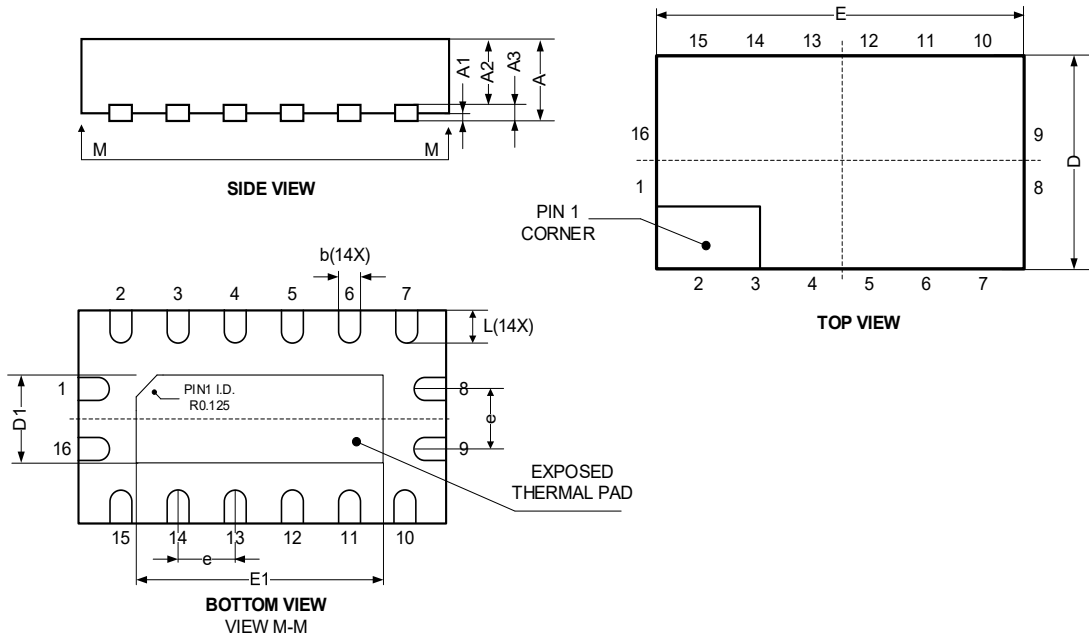 A1
A2
A3
A
M M
SIDE VIEW
E
15 14 13 12 11 10
16 9
D
1 8
PIN 1
CORNER
2 3 4 5 6 7
TOP VIEW
b(14X)
2 3 4 5 6 7
L(14X)
1 8
PIN1 I.D.
R0.125
D1
e
16 9
EXPOSED
THERMAL PAD
15 14 13 12 11 10
e
E1
BOTTOM VIEW
VIEW M-M